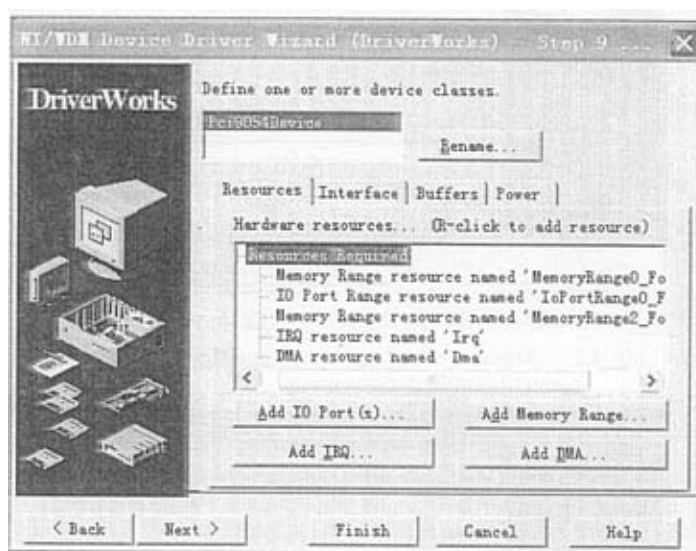 NT/WDM Device Driver Wizard (DriverWorks) - Step 9 ...
DriverWorks
Define one or more device classes.
Pci9054Device
Rename...
Resources Interface Buffers Power
Hardware resources... (R-click to add resource)
Resources Required
Memory Range resource named 'MemoryRange0_Fo
IO Port Range resource named 'IoPortRange0_F
Memory Range resource named 'MemoryRange2_Fo
IRQ resource named 'Irq'
DMA resource named 'Dma'
Add IO Port(s)... Add Memory Range...
Add IRQ... Add DMA...
< Back Next > Finish Cancel Help